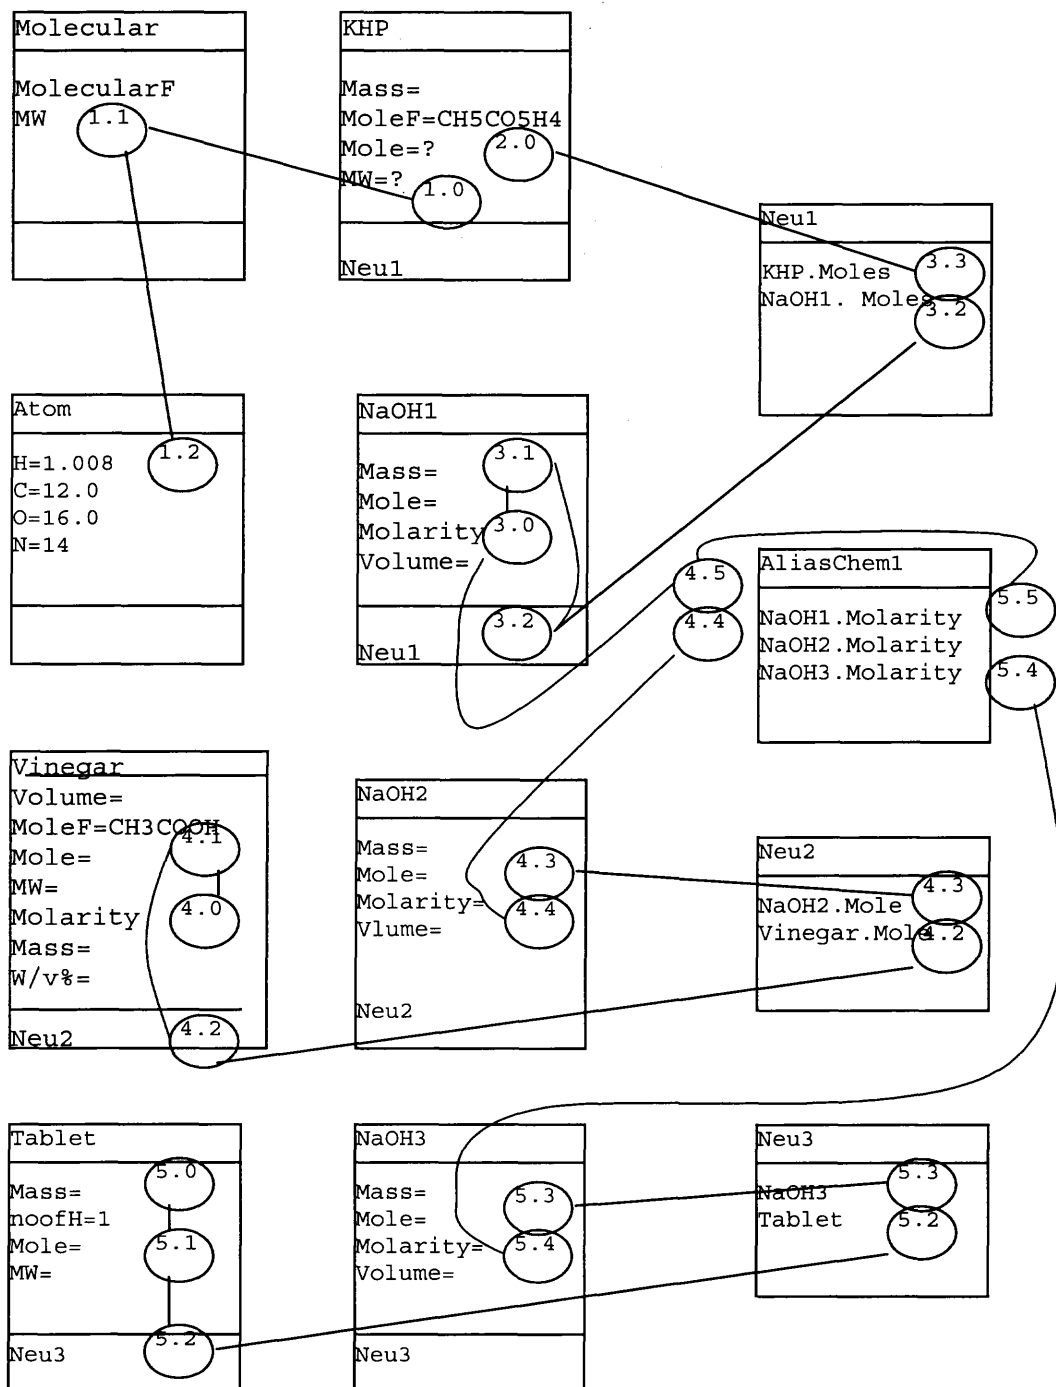 Molecular
MolecularF
MW
1.1
KHP
Mass=
MoleF=CH5CO5H4
2.0
Mole=?
MW=?
1.0
Neu1
Neu1
KHP.Moles
3.3
NaOH1. Moles
3.2
Atom
H=1.008
1.2
C=12.0
O=16.0
N=14
NaOH1
3.1
Mass=
Mole=
Molarity
3.0
Volume=
3.2
Neu1
4.5
4.4
AliasChem1
NaOH1.Molarity
NaOH2.Molarity
NaOH3.Molarity
5.5
5.4
Vinegar
Volume=
MoleF=CH3COOH
4.1
Mole=
MW=
Molarity
4.0
Mass=
W/v%=
Neu2
4.2
NaOH2
Mass=
Mole=
4.3
Molarity=
4.4
Vlume=
Neu2
Neu2
4.3
NaOH2.Mole
Vinegar.Mole
4.2
Tablet
5.0
Mass=
noofH=1
Mole=
5.1
MW=
5.2
Neu3
NaOH3
Mass=
5.3
Mole=
Molarity=
5.4
Volume=
Neu3
Neu3
5.3
NaOH3
Tablet
5.2